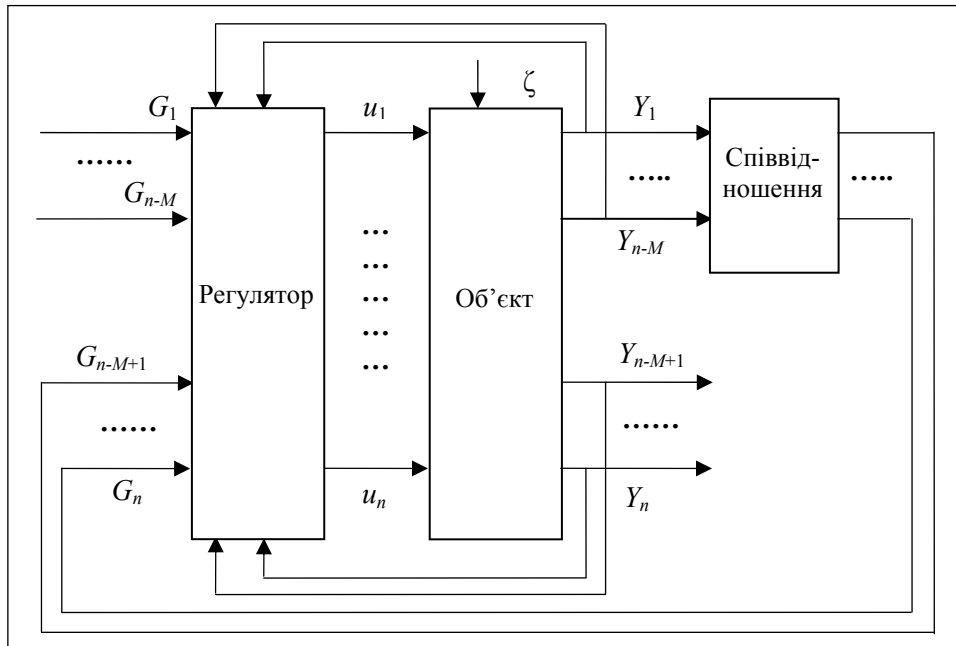 ζ
G1
u1
Y1
......
.....
Співвід-
ношення
.....
Gn-M
Yn-M
...
...
...
...
...
Регулятор
Об’єкт
Gn-M+1
Yn-M+1
......
......
Gn
un
Yn